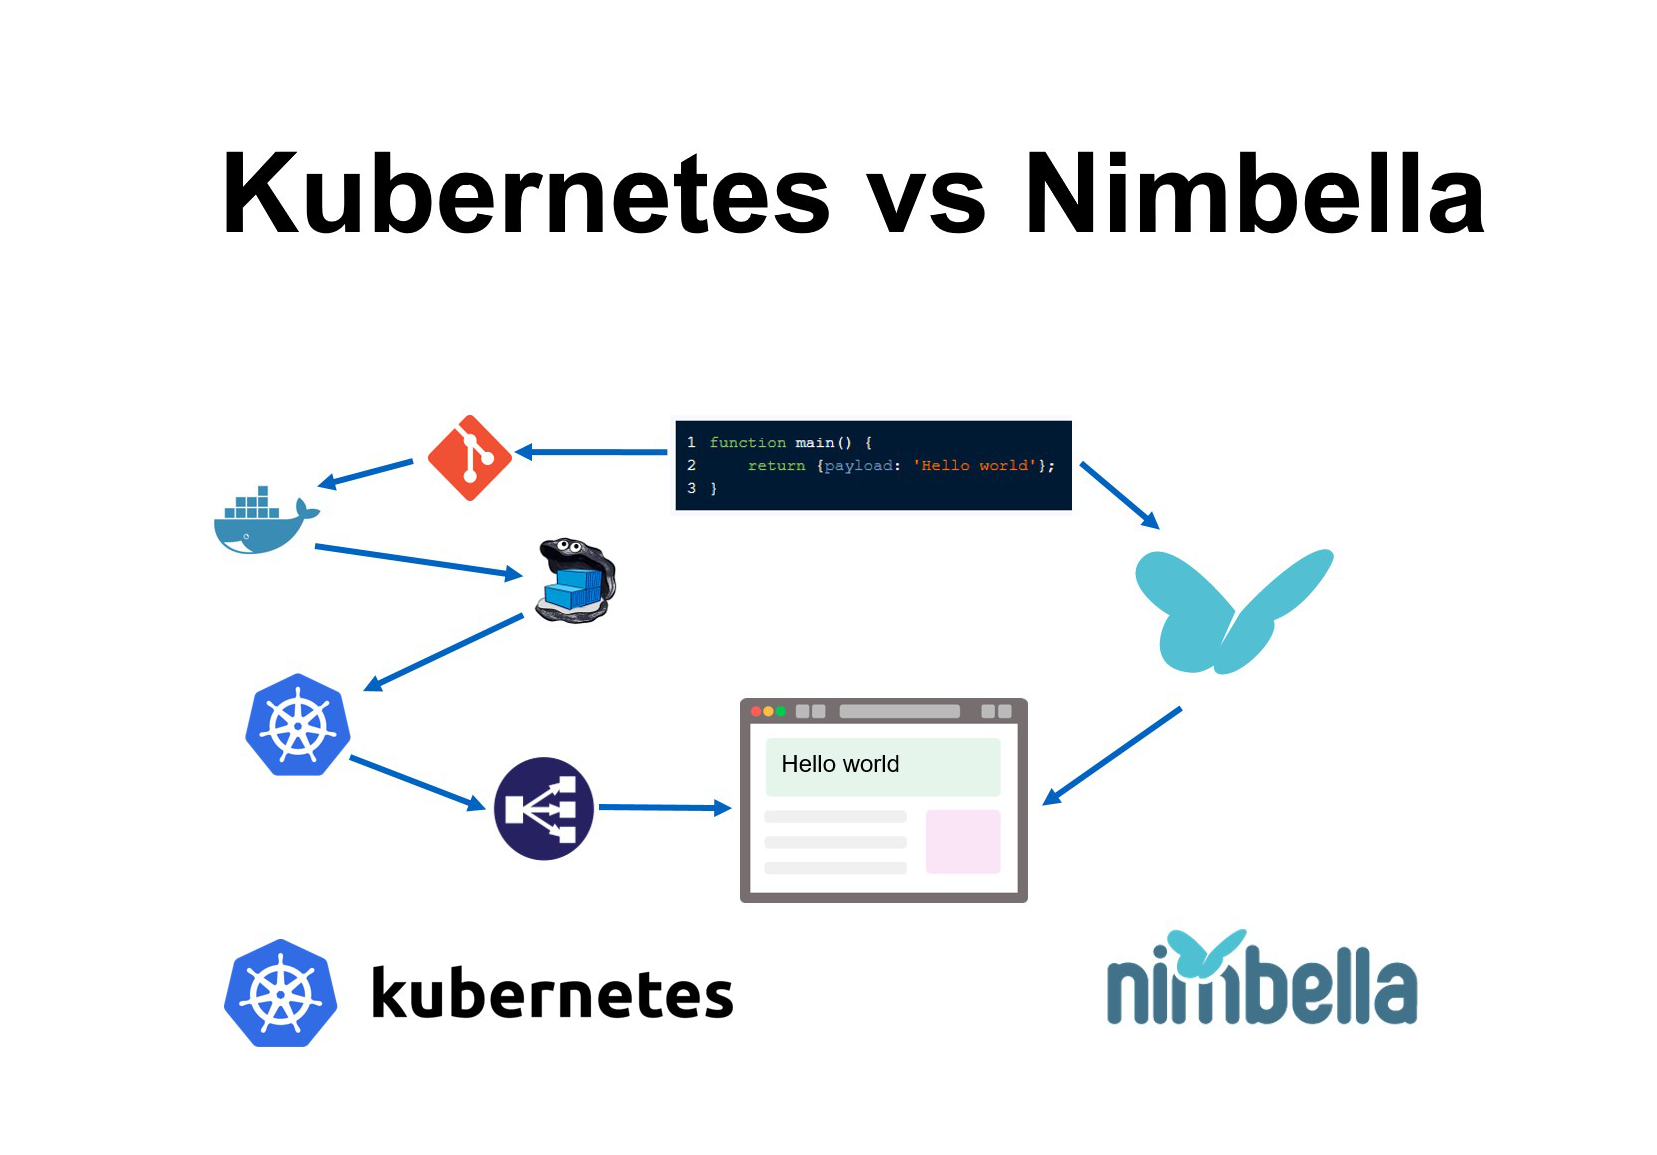 Kubernetes vs Nimbella
1 function main() {
2 return {payload: 'Hello world'};
3 }
Hello world
kubernetes
nimbella